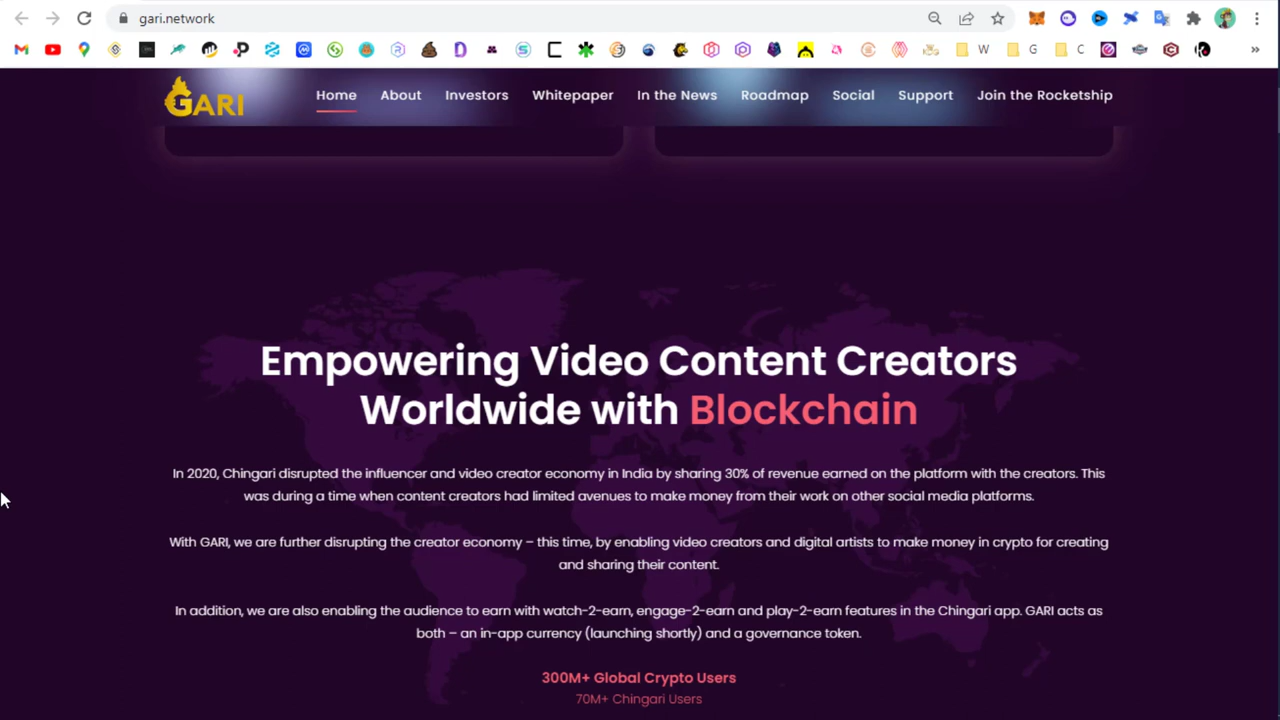 gari.network
W
G
C
GARI
Home
About
Investors
Whitepaper
In the News
Roadmap
Social
Support
Join the Rocketship
Empowering Video Content Creators
Worldwide with Blockchain
In 2020, Chingari disrupted the influencer and video creator economy in India by sharing 30% of revenue earned on the platform with the creators. This
was during a time when content creators had limited avenues to make money from their work on other social media platforms.
With GARI, we are further disrupting the creator economy – this time, by enabling video creators and digital artists to make money in crypto for creating
and sharing their content.
In addition, we are also enabling the audience to earn with watch-2-earn, engage-2-earn and play-2-earn features in the Chingari app. GARI acts as
both – an in-app currency (launching shortly) and a governance token.
300M+ Global Crypto Users
70M+ Chingari Users